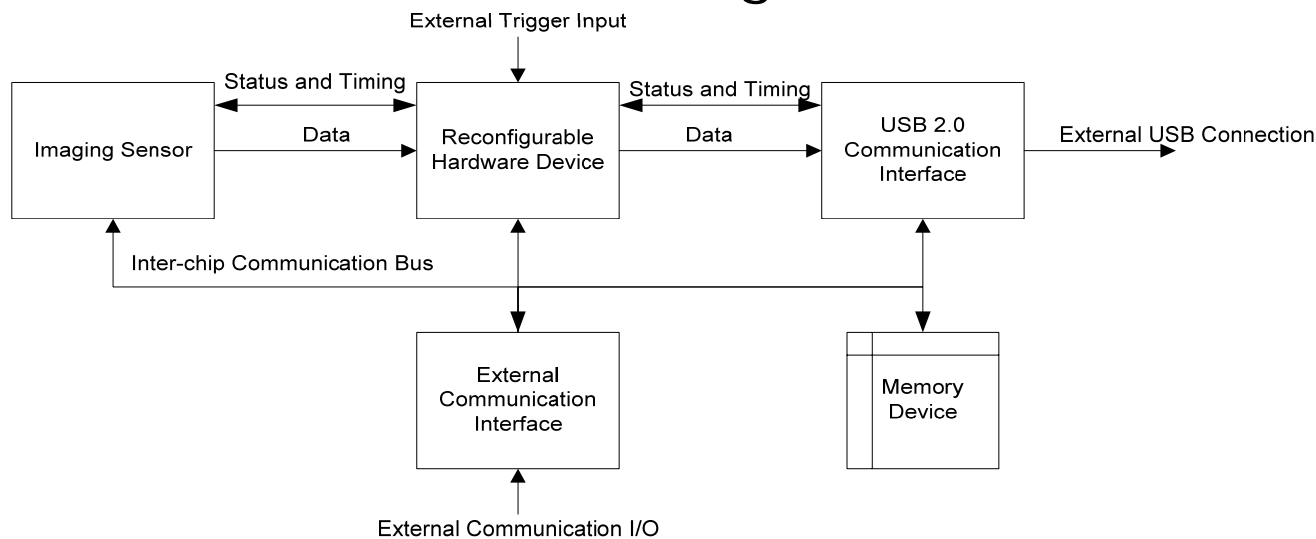 External Trigger Input
Status and Timing
Status and Timing
Imaging Sensor
Data
Reconfigurable
Hardware Device
Data
USB 2.0
Communication
Interface
External USB Connection
Inter-chip Communication Bus
External
Communication
Interface
Memory
Device
External Communication I/O